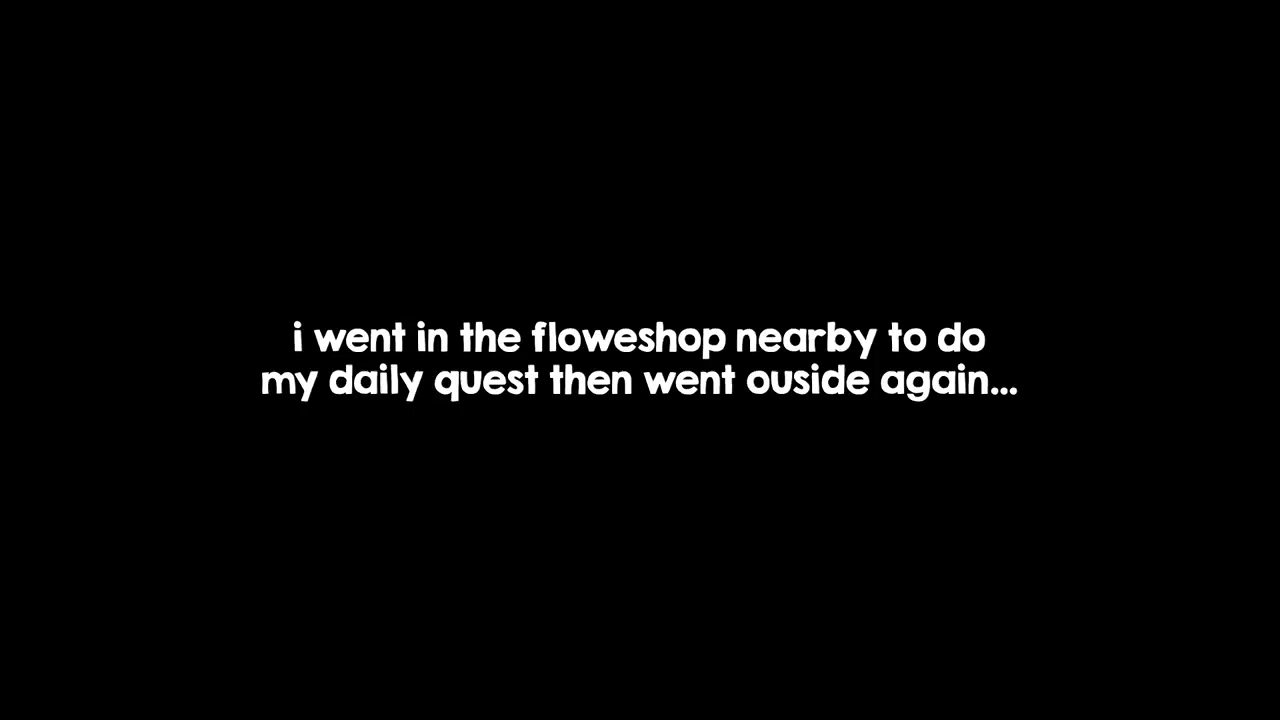 i went in the floweshop nearby to do
my daily quest then went ouside again...